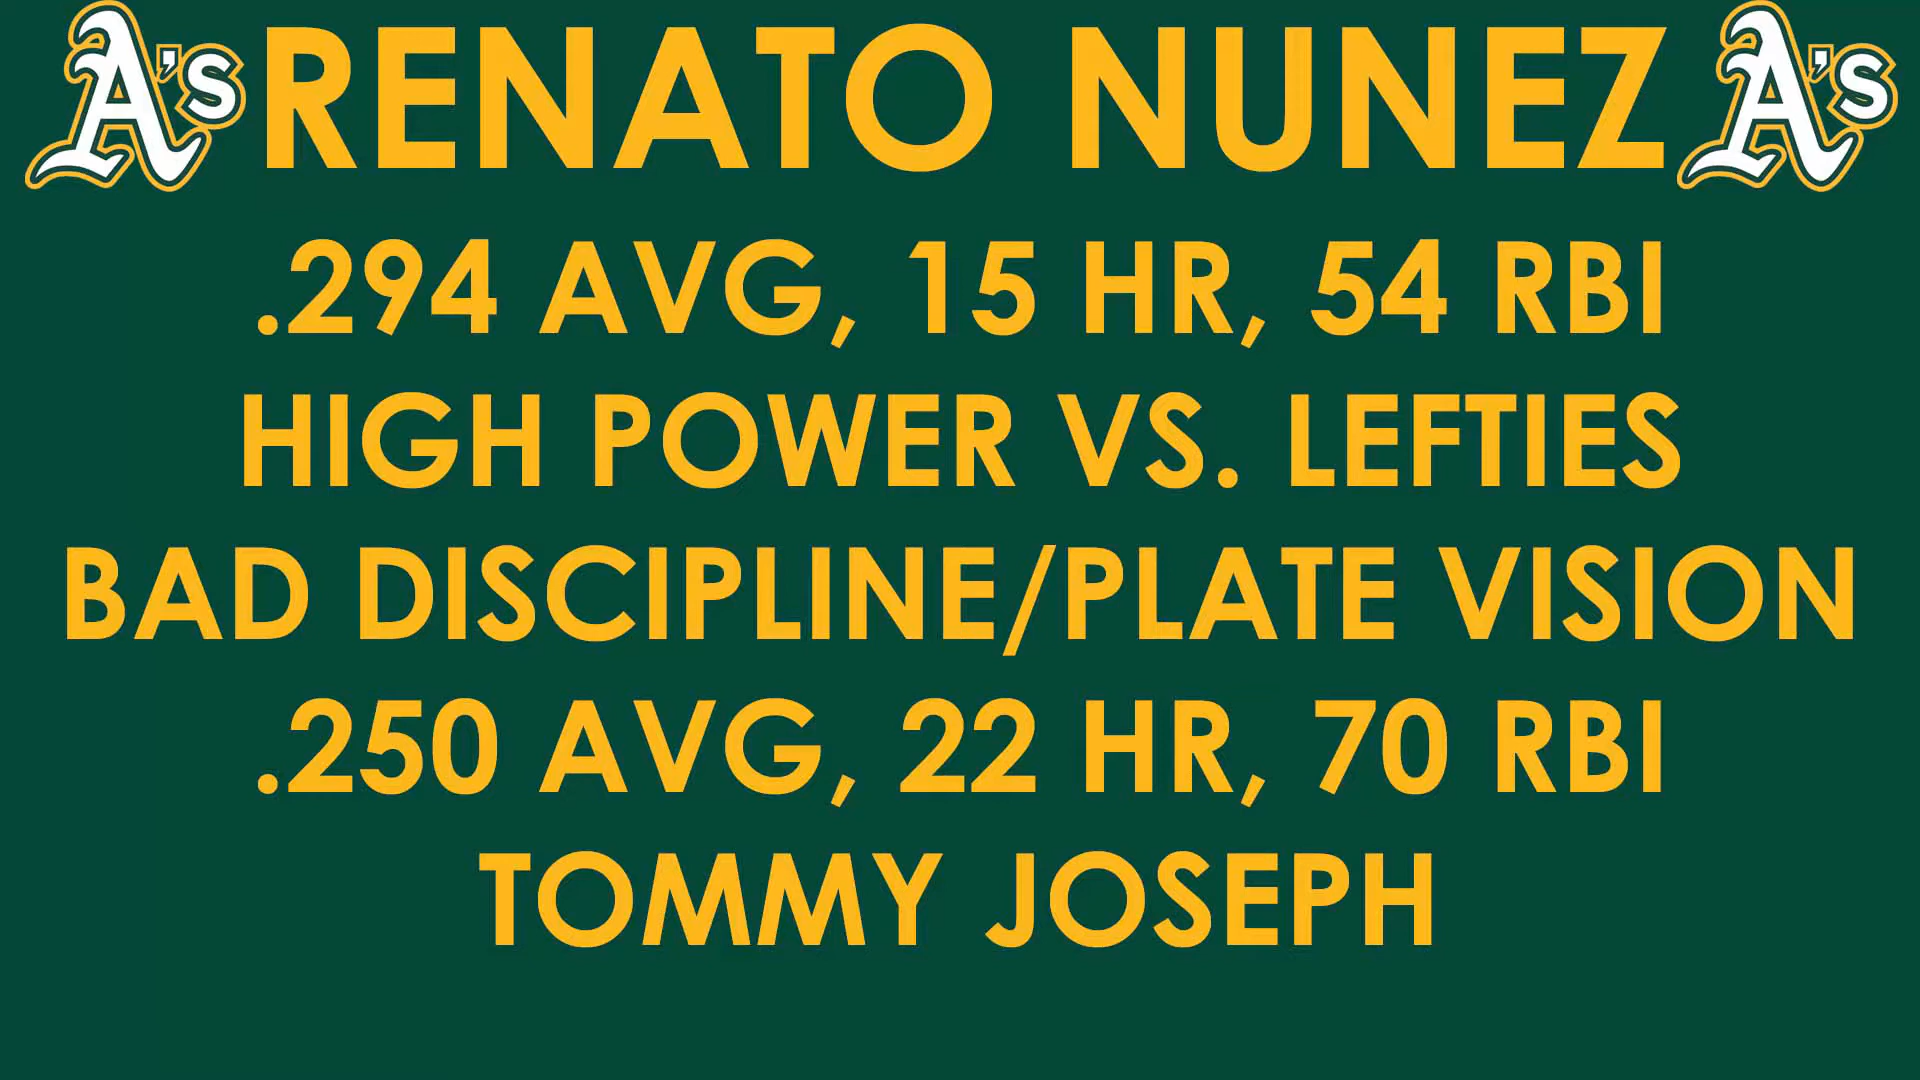 A's RENATO NUNEZ A's
.294 AVG, 15 HR, 54 RBI
HIGH POWER VS. LEFTIES
BAD DISCIPLINE/PLATE VISION
.250 AVG, 22 HR, 70 RBI
TOMMY JOSEPH